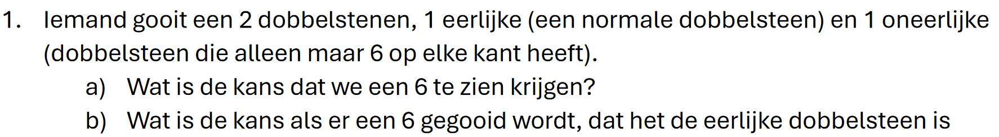 1. Iemand gooit een 2 dobbelstenen, 1 eerlijke (een normale dobbelsteen) en 1 oneerlijke
(dobbelsteen die alleen maar 6 op elke kant heeft).
a) Wat is de kans dat we een 6 te zien krijgen?
b) Wat is de kans als er een 6 gegooid wordt, dat het de eerlijke dobbelsteen is